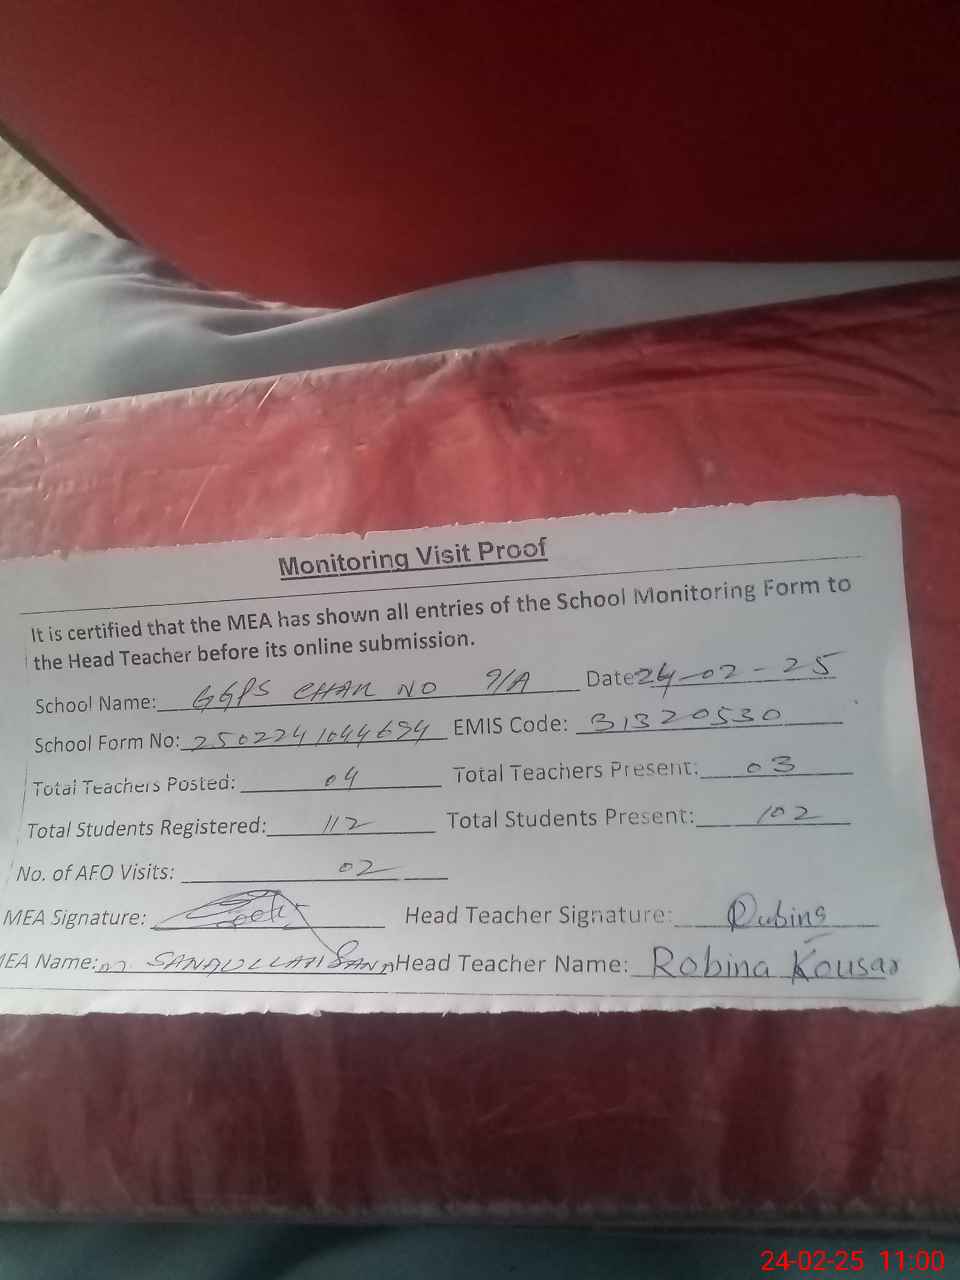 Monitoring Visit Proof
It is certified that the MEA has shown all entries of the School Monitoring Form to
the Head Teacher before its online submission.
School Name: GGPS CHAK NO 9/A Date 24-02-25
School Form No: 2502241044694 EMIS Code: 31320530
Total Teachers Posted: 04 Total Teachers Present: 03
Total Students Registered: 112 Total Students Present: 102
No. of AFO Visits: 02
MEA Signature: Head Teacher Signature: Rubina
MEA Name: M. SANAULLAH Head Teacher Name: Robina Kousar
24-02-25 11:00